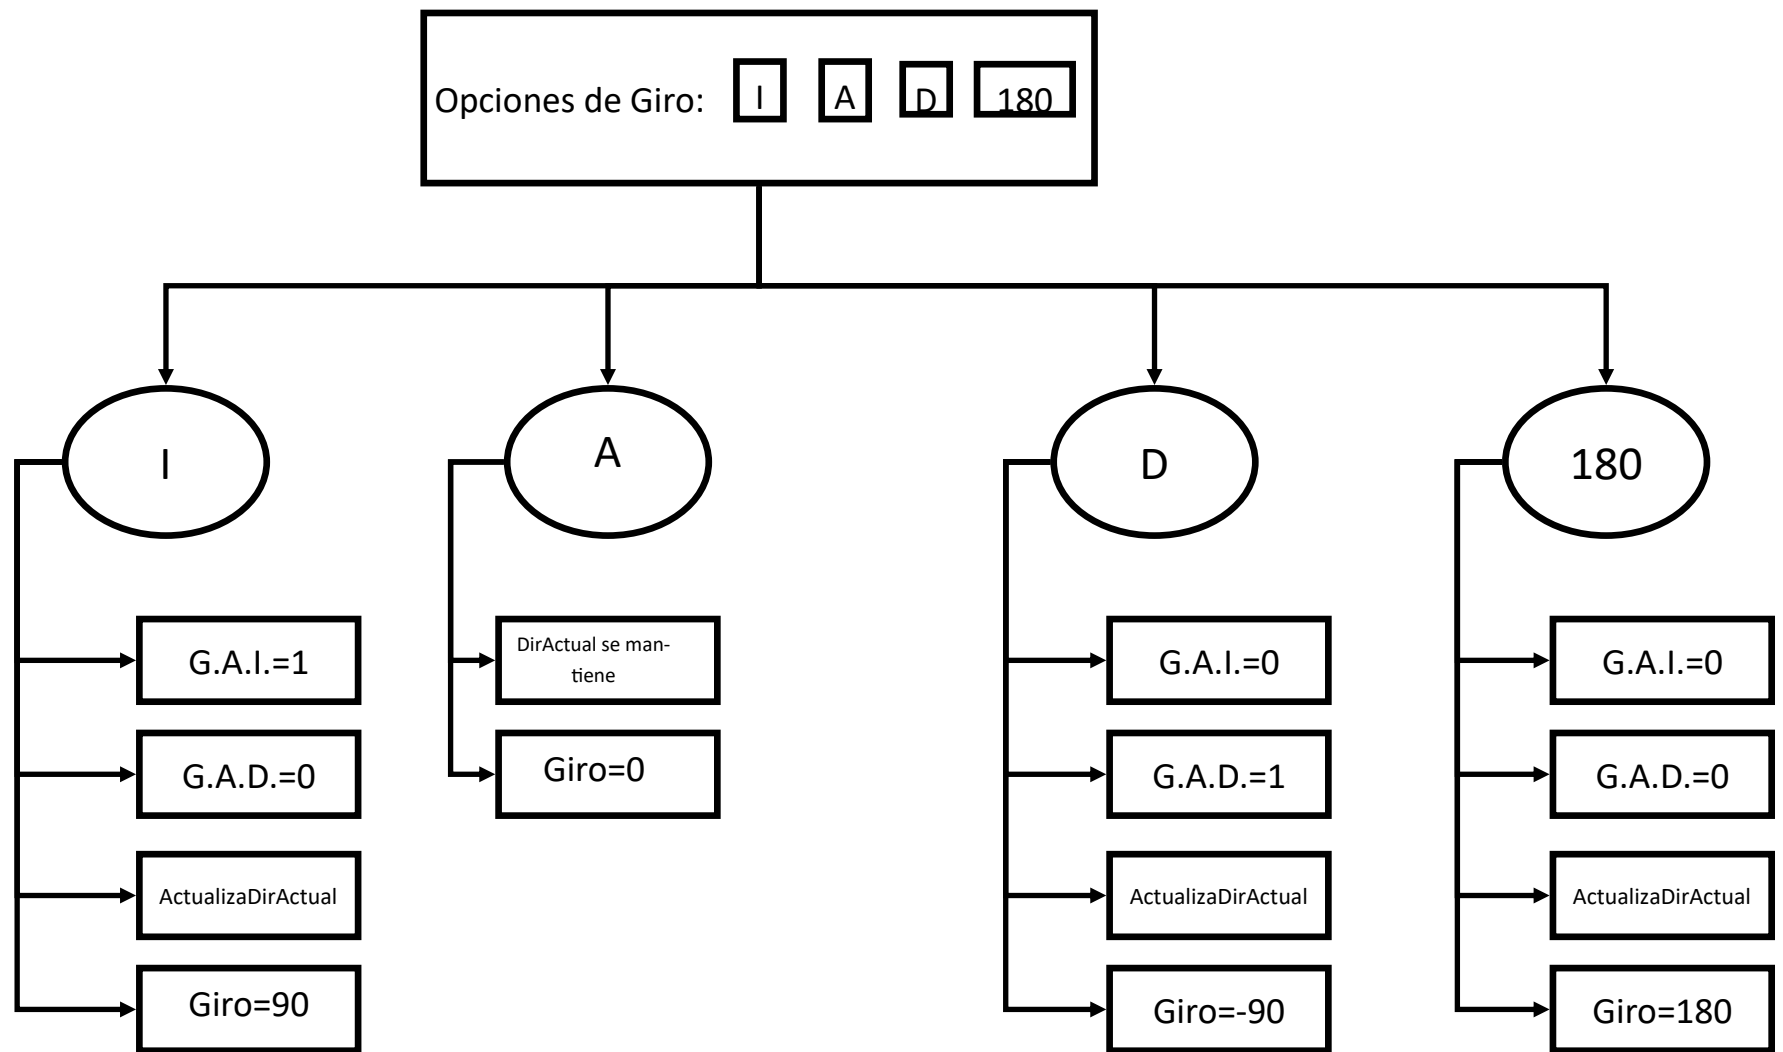 Opciones de Giro: I A D 180
I
A
D
180
G.A.I.=1
G.A.D.=0
ActualizaDirActual
Giro=90
DirActual se man-
tiene
Giro=0
G.A.I.=0
G.A.D.=1
ActualizaDirActual
Giro=-90
G.A.I.=0
G.A.D.=0
ActualizaDirActual
Giro=180